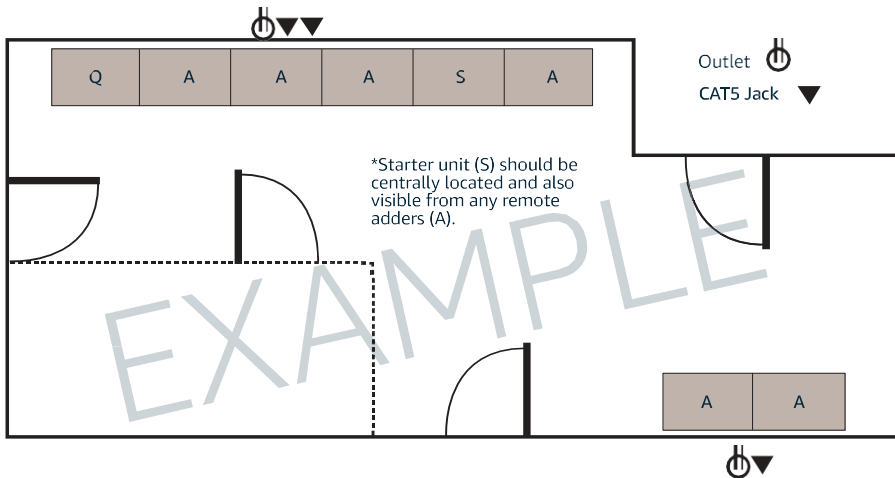 Q A A A S A
Outlet
CAT5 Jack
*Starter unit (S) should be
centrally located and also
visible from any remote
adders (A).
EXAMPLE
A A